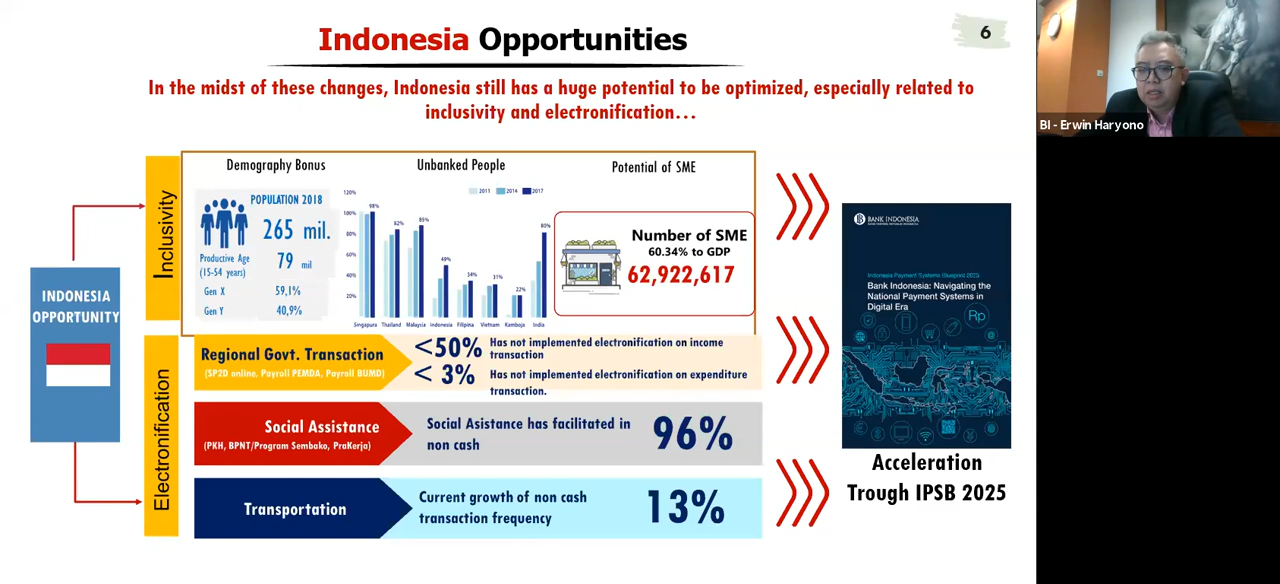 Indonesia Opportunities
6
In the midst of these changes, Indonesia still has a huge potential to be optimized, especially related to
inclusivity and electronification...
BI - Erwin Haryono
INDONESIA
OPPORTUNITY
Inclusivity
Demography Bonus
POPULATION 2018
265 mil.
Productive Age
(15-54 years)
79 mil
Gen X
59,1%
Gen Y
40,9%
Unbanked People
2011 2014 2017
120%
100%
80%
60%
40%
20%
98%
82%
85%
49%
34%
31%
22%
80%
Singapura Thailand Malaysia Indonesia Filipina Vietnam Kamboja India
Potential of SME
Number of SME
60.34% to GDP
62,922,617
Electronification
Regional Govt. Transaction
(SP2D online, Payroll PEMDA, Payroll BUMD)
<50%
Has not implemented electronification on income
transaction
< 3%
Has not implemented electronification on expenditure
transaction.
Social Assistance
(PKH, BPNT/Program Sembako, PraKerja)
Social Asistance has facilitated in
non cash
96%
Transportation
Current growth of non cash
transaction frequency
13%
BANK INDONESIA
Indonesia Payment Systems Blueprint 2025
Bank Indonesia: Navigating the
National Payment Systems in
Digital Era
Rp
Acceleration
Trough IPSB 2025